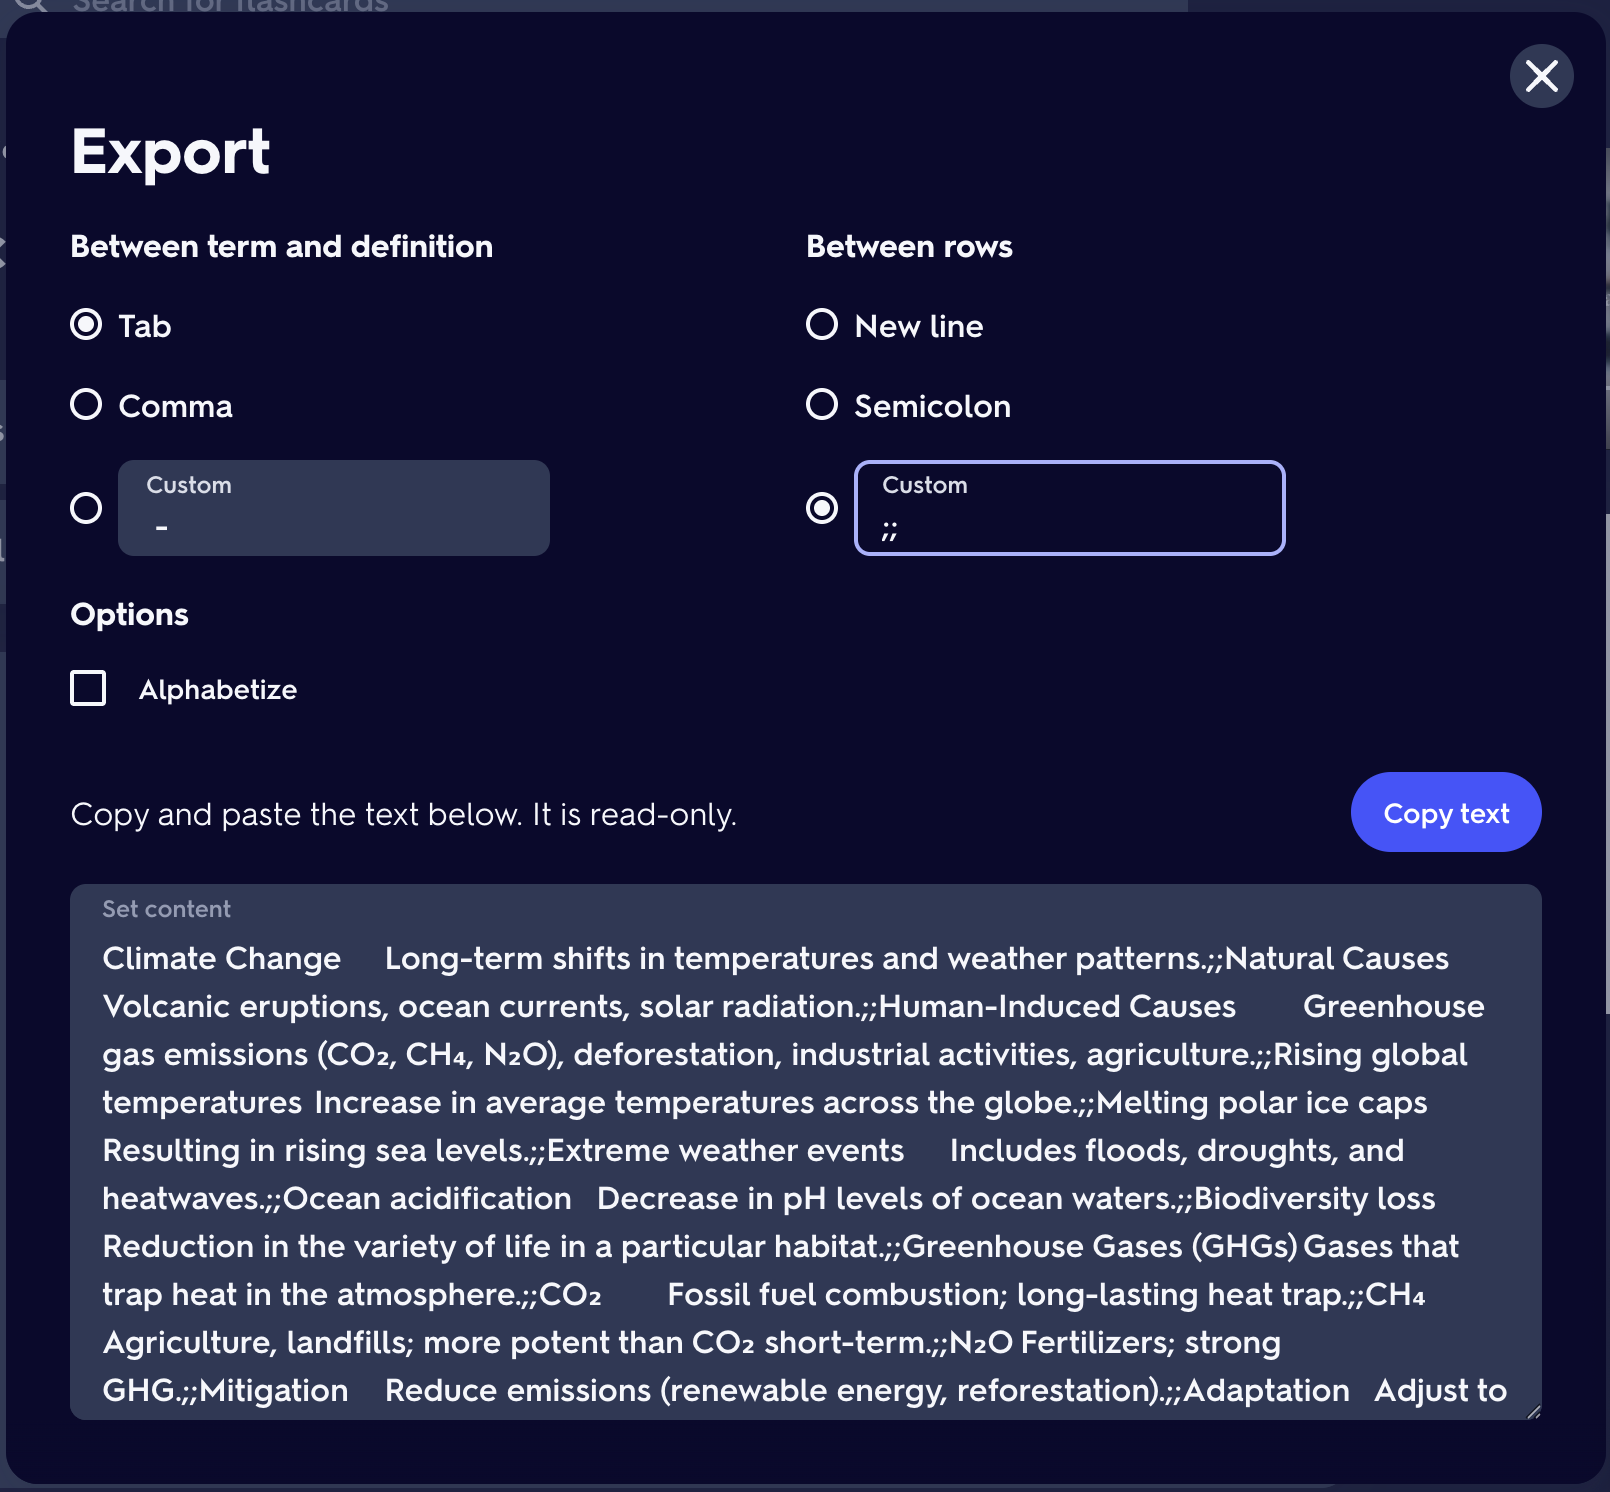 Search for flashcards
Export
Between term and definition
Between rows
Tab
New line
Comma
Semicolon
Custom
-
Custom
;;
Options
Alphabetize
Copy and paste the text below. It is read-only.
Copy text
Set content
Climate Change Long-term shifts in temperatures and weather patterns.;;Natural Causes
Volcanic eruptions, ocean currents, solar radiation.;;Human-Induced Causes Greenhouse
gas emissions (CO₂, CH₄, N₂O), deforestation, industrial activities, agriculture.;;Rising global
temperatures Increase in average temperatures across the globe.;;Melting polar ice caps
Resulting in rising sea levels.;;Extreme weather events Includes floods, droughts, and
heatwaves.;;Ocean acidification Decrease in pH levels of ocean waters.;;Biodiversity loss
Reduction in the variety of life in a particular habitat.;;Greenhouse Gases (GHGs) Gases that
trap heat in the atmosphere.;;CO₂ Fossil fuel combustion; long-lasting heat trap.;;CH₄
Agriculture, landfills; more potent than CO₂ short-term.;;N₂O Fertilizers; strong
GHG.;;Mitigation Reduce emissions (renewable energy, reforestation).;;Adaptation Adjust to